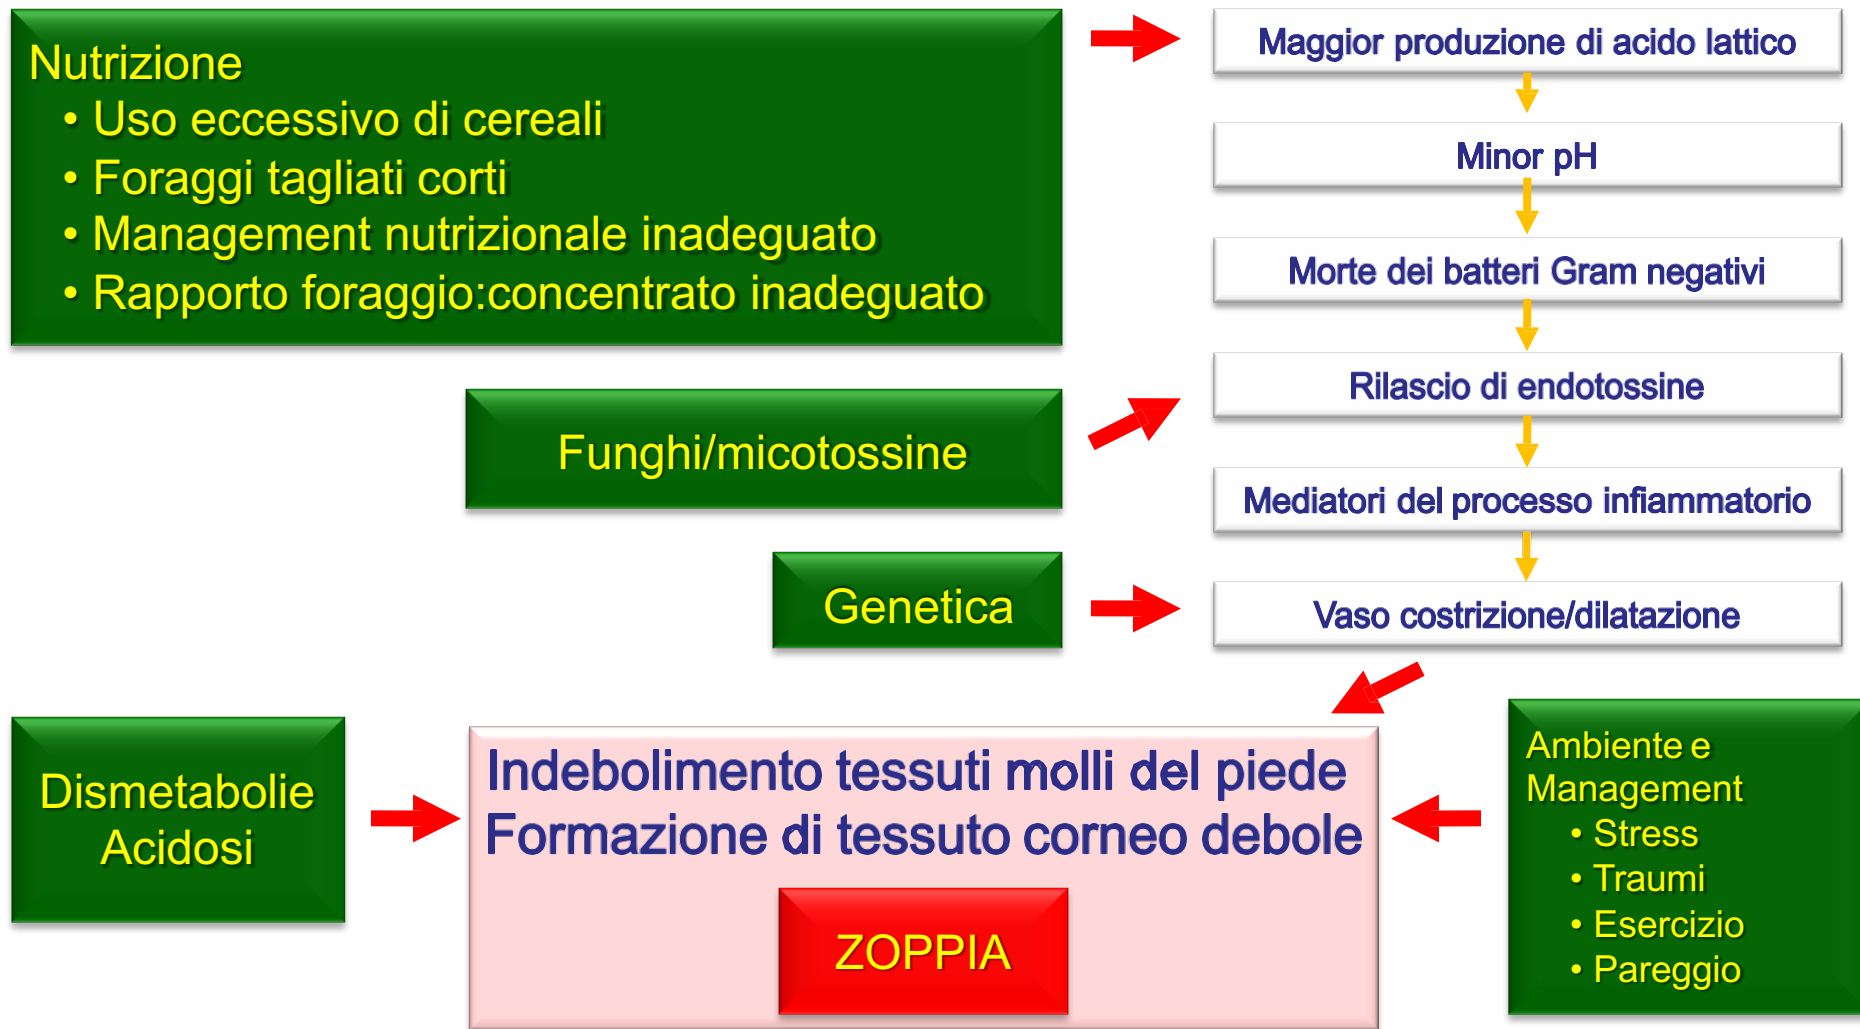 Nutrizione
• Uso eccessivo di cereali
• Foraggi tagliati corti
• Management nutrizionale inadeguato
• Rapporto foraggio:concentrato inadeguato
Maggior produzione di acido lattico
Minor pH
Morte dei batteri Gram negativi
Rilascio di endotossine
Mediatori del processo infiammatorio
Vaso costrizione/dilatazione
Funghi/micotossine
Genetica
Dismetabolie
Acidosi
Indebolimento tessuti molli del piede
Formazione di tessuto corneo debole
ZOPPIA
Ambiente e
Management
• Stress
• Traumi
• Esercizio
• Pareggio